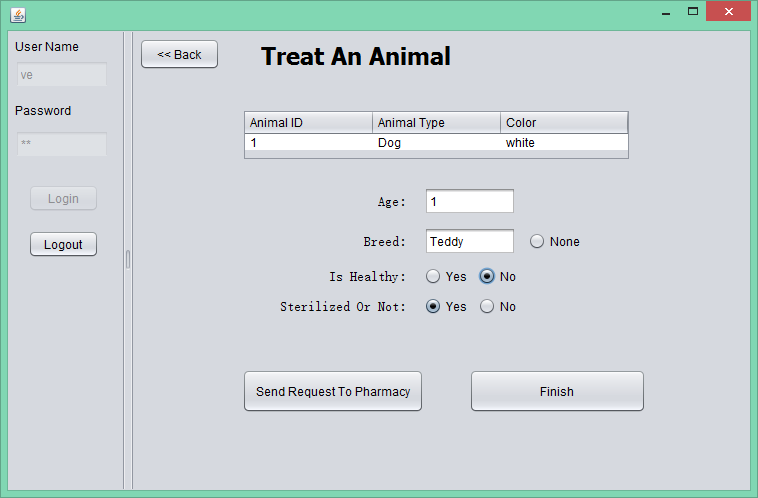 User Name
ve
Password
**
Login
Logout
<< Back
Treat An Animal
Animal ID Animal Type Color
1 Dog white
Age: 1
Breed: Teddy None
Is Healthy: Yes No
Sterilized Or Not: Yes No
Send Request To Pharmacy Finish